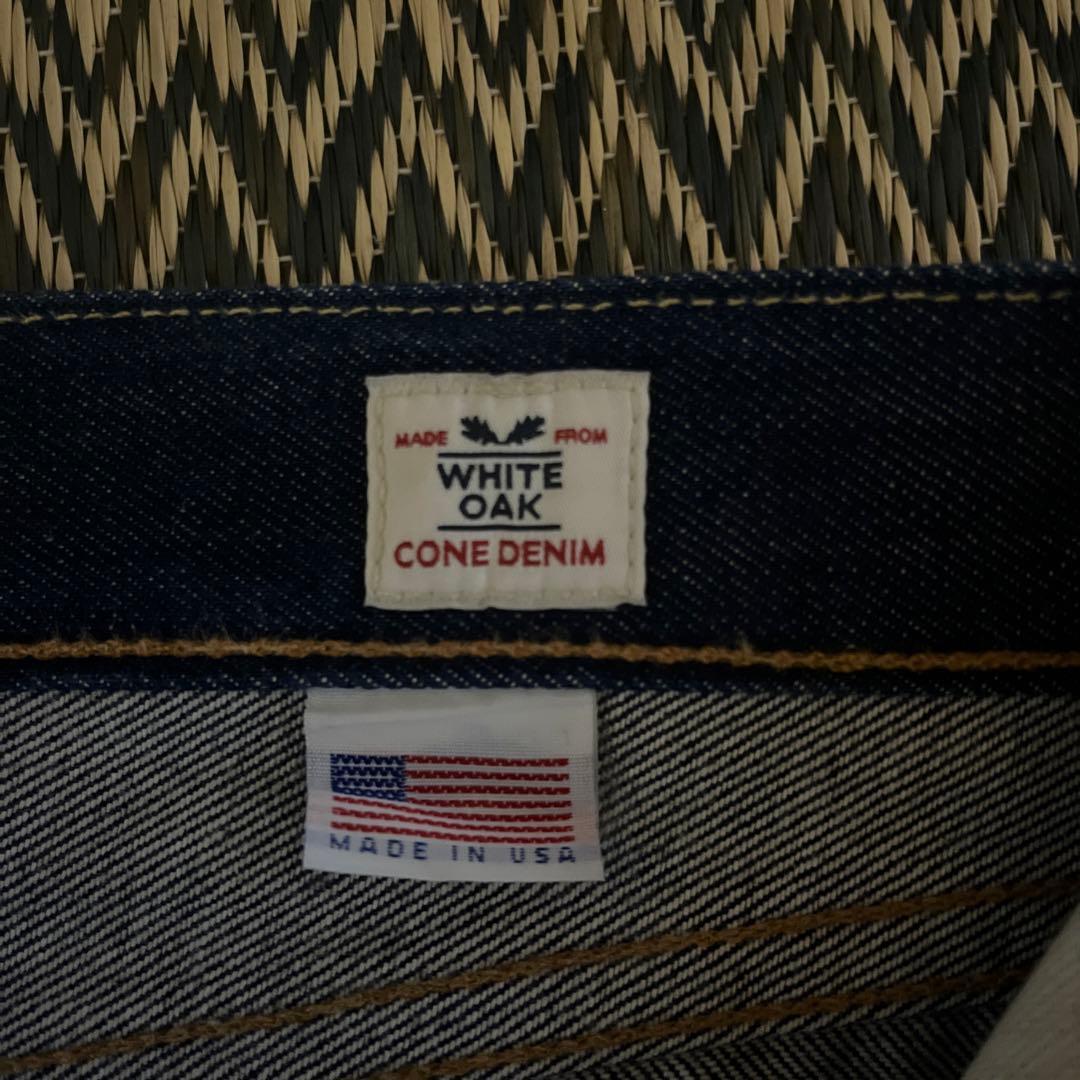 MADE FROM
WHITE
OAK
CONE DENIM
MADE IN USA